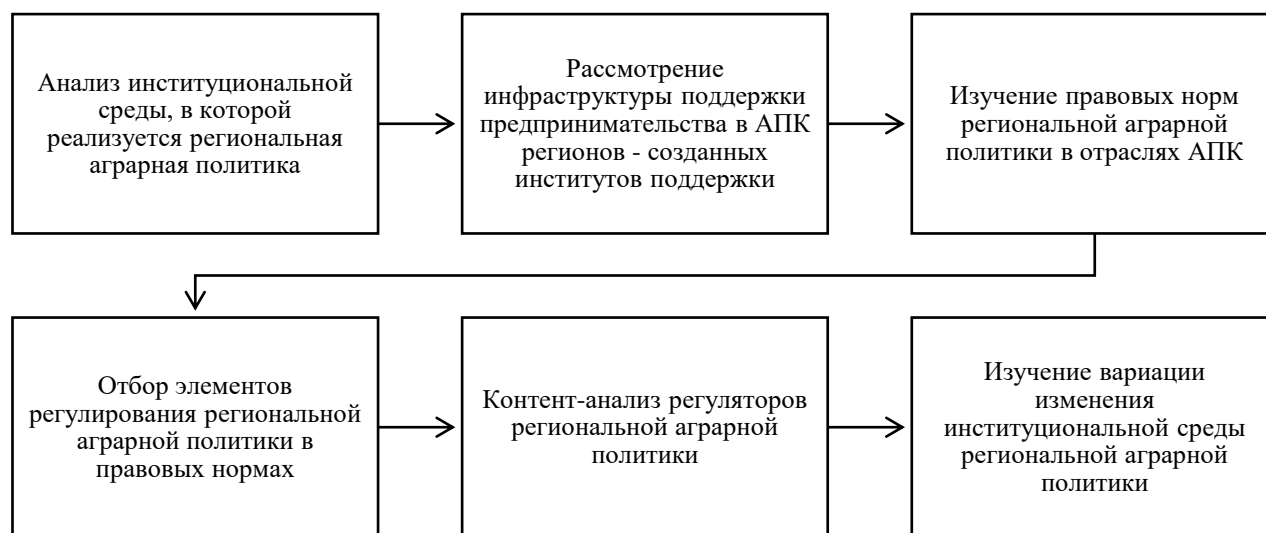 Анализ институциональной
среды, в которой
реализуется региональная
аграрная политика
Рассмотрение
инфраструктуры поддержки
предпринимательства в АПК
регионов - созданных
институтов поддержки
Изучение правовых норм
региональной аграрной
политики в отраслях АПК
Отбор элементов
регулирования региональной
аграрной политики в
правовых нормах
Контент-анализ регуляторов
региональной аграрной
политики
Изучение вариации
изменения
институциональной среды
региональной аграрной
политики